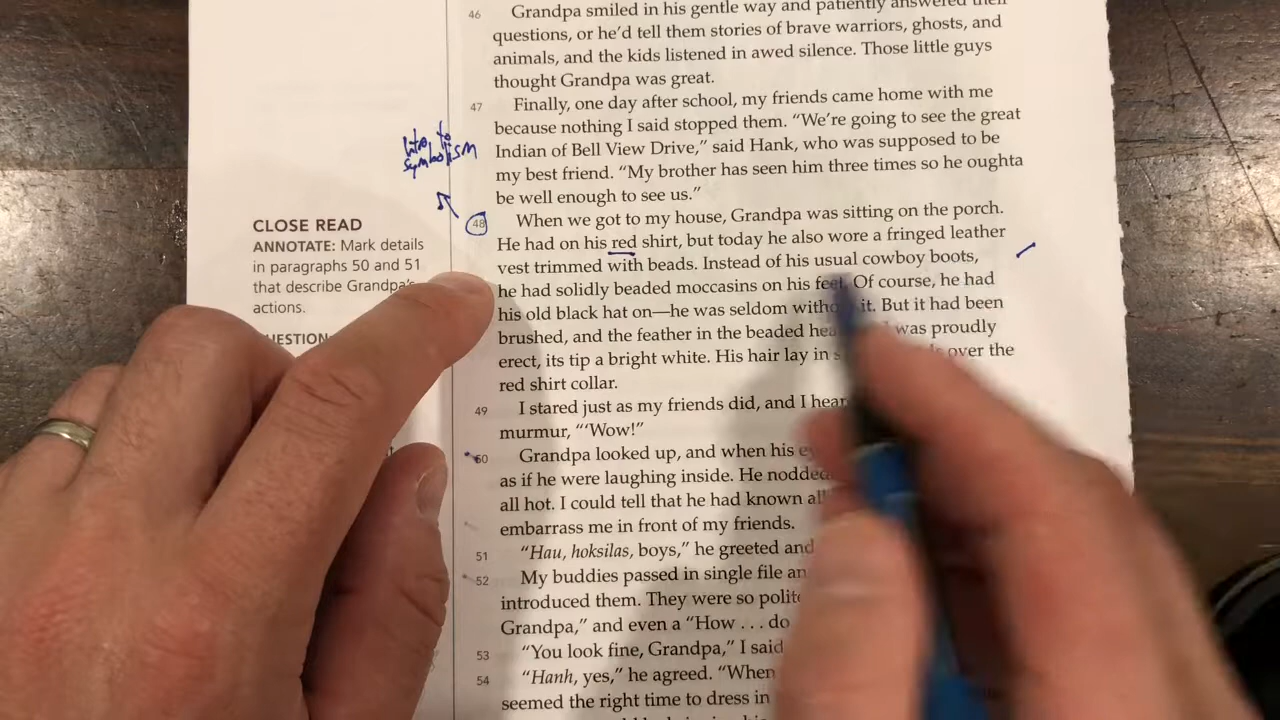 46 Grandpa smiled in his gentle way and patiently answered their
questions, or he'd tell them stories of brave warriors, ghosts, and
animals, and the kids listened in awed silence. Those little guys
thought Grandpa was great.
47 Finally, one day after school, my friends came home with me
because nothing I said stopped them. "We're going to see the great
Indian of Bell View Drive," said Hank, who was supposed to be
my best friend. "My brother has seen him three times so he oughta
be well enough to see us."
Intro to
symbolism
48 When we got to my house, Grandpa was sitting on the porch.
He had on his red shirt, but today he also wore a fringed leather
vest trimmed with beads. Instead of his usual cowboy boots,
he had solidly beaded moccasins on his feet. Of course, he had
his old black hat on—he was seldom without it. But it had been
brushed, and the feather in the beaded was proudly
erect, its tip a bright white. His hair lay in over the
red shirt collar.
CLOSE READ
ANNOTATE: Mark details
in paragraphs 50 and 51
that describe Grandpa's
actions.
49 I stared just as my friends did, and I
murmur, "'Wow!"
50 Grandpa looked up, and when his
as if he were laughing inside. He nodded
all hot. I could tell that he had known
embarrass me in front of my friends.
51 "Hau, hoksilas, boys," he greeted and
52 My buddies passed in single file
introduced them. They were so polite
Grandpa," and even a "How . . . do
53 "You look fine, Grandpa," I said
54 "Hanh, yes," he agreed. "When
seemed the right time to dress in